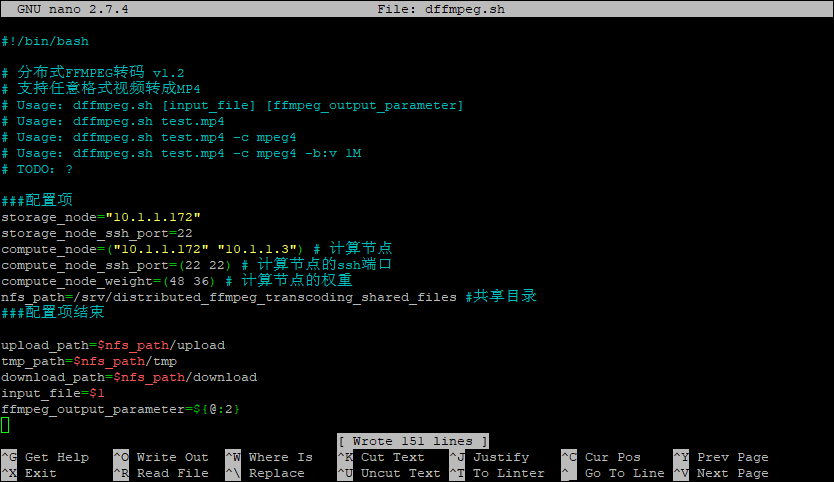 GNU nano 2.7.4 File: dffmpeg.sh
#!/bin/bash
# 分布式FFMPEG转码 v1.2
# 支持任意格式视频转成MP4
# Usage: dffmpeg.sh [input_file] [ffmpeg_output_parameter]
# Usage: dffmpeg.sh test.mp4
# Usage: dffmpeg.sh test.mp4 -c mpeg4
# Usage: dffmpeg.sh test.mp4 -c mpeg4 -b:v 1M
# TODO: ?
###配置项
storage_node="10.1.1.172"
storage_node_ssh_port=22
compute_node=("10.1.1.172" "10.1.1.3") # 计算节点
compute_node_ssh_port=(22 22) # 计算节点的ssh端口
compute_node_weight=(48 36) # 计算节点的权重
nfs_path=/srv/distributed_ffmpeg_transcoding_shared_files #共享目录
###配置项结束
upload_path=$nfs_path/upload
tmp_path=$nfs_path/tmp
download_path=$nfs_path/download
input_file=$1
ffmpeg_output_parameter=${@:2}
[ Wrote 151 lines ]
^G Get Help ^O Write Out ^W Where Is ^K Cut Text ^J Justify ^C Cur Pos ^Y Prev Page
^X Exit ^R Read File ^\ Replace ^U Uncut Text ^T To Linter ^_ Go To Line ^V Next Page